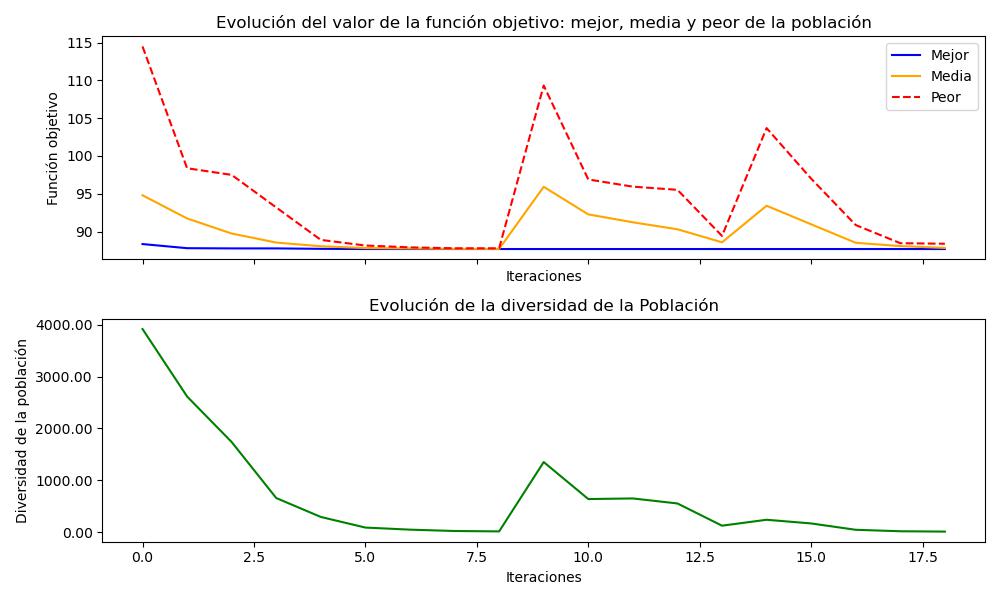 Evolución del valor de la función objetivo: mejor, media y peor de la población
Función objetivo
115
110
105
100
95
90
Mejor
Media
Peor
Iteraciones
Evolución de la diversidad de la Población
Diversidad de la población
4000.00
3000.00
2000.00
1000.00
0.00
0.0 2.5 5.0 7.5 10.0 12.5 15.0 17.5
Iteraciones